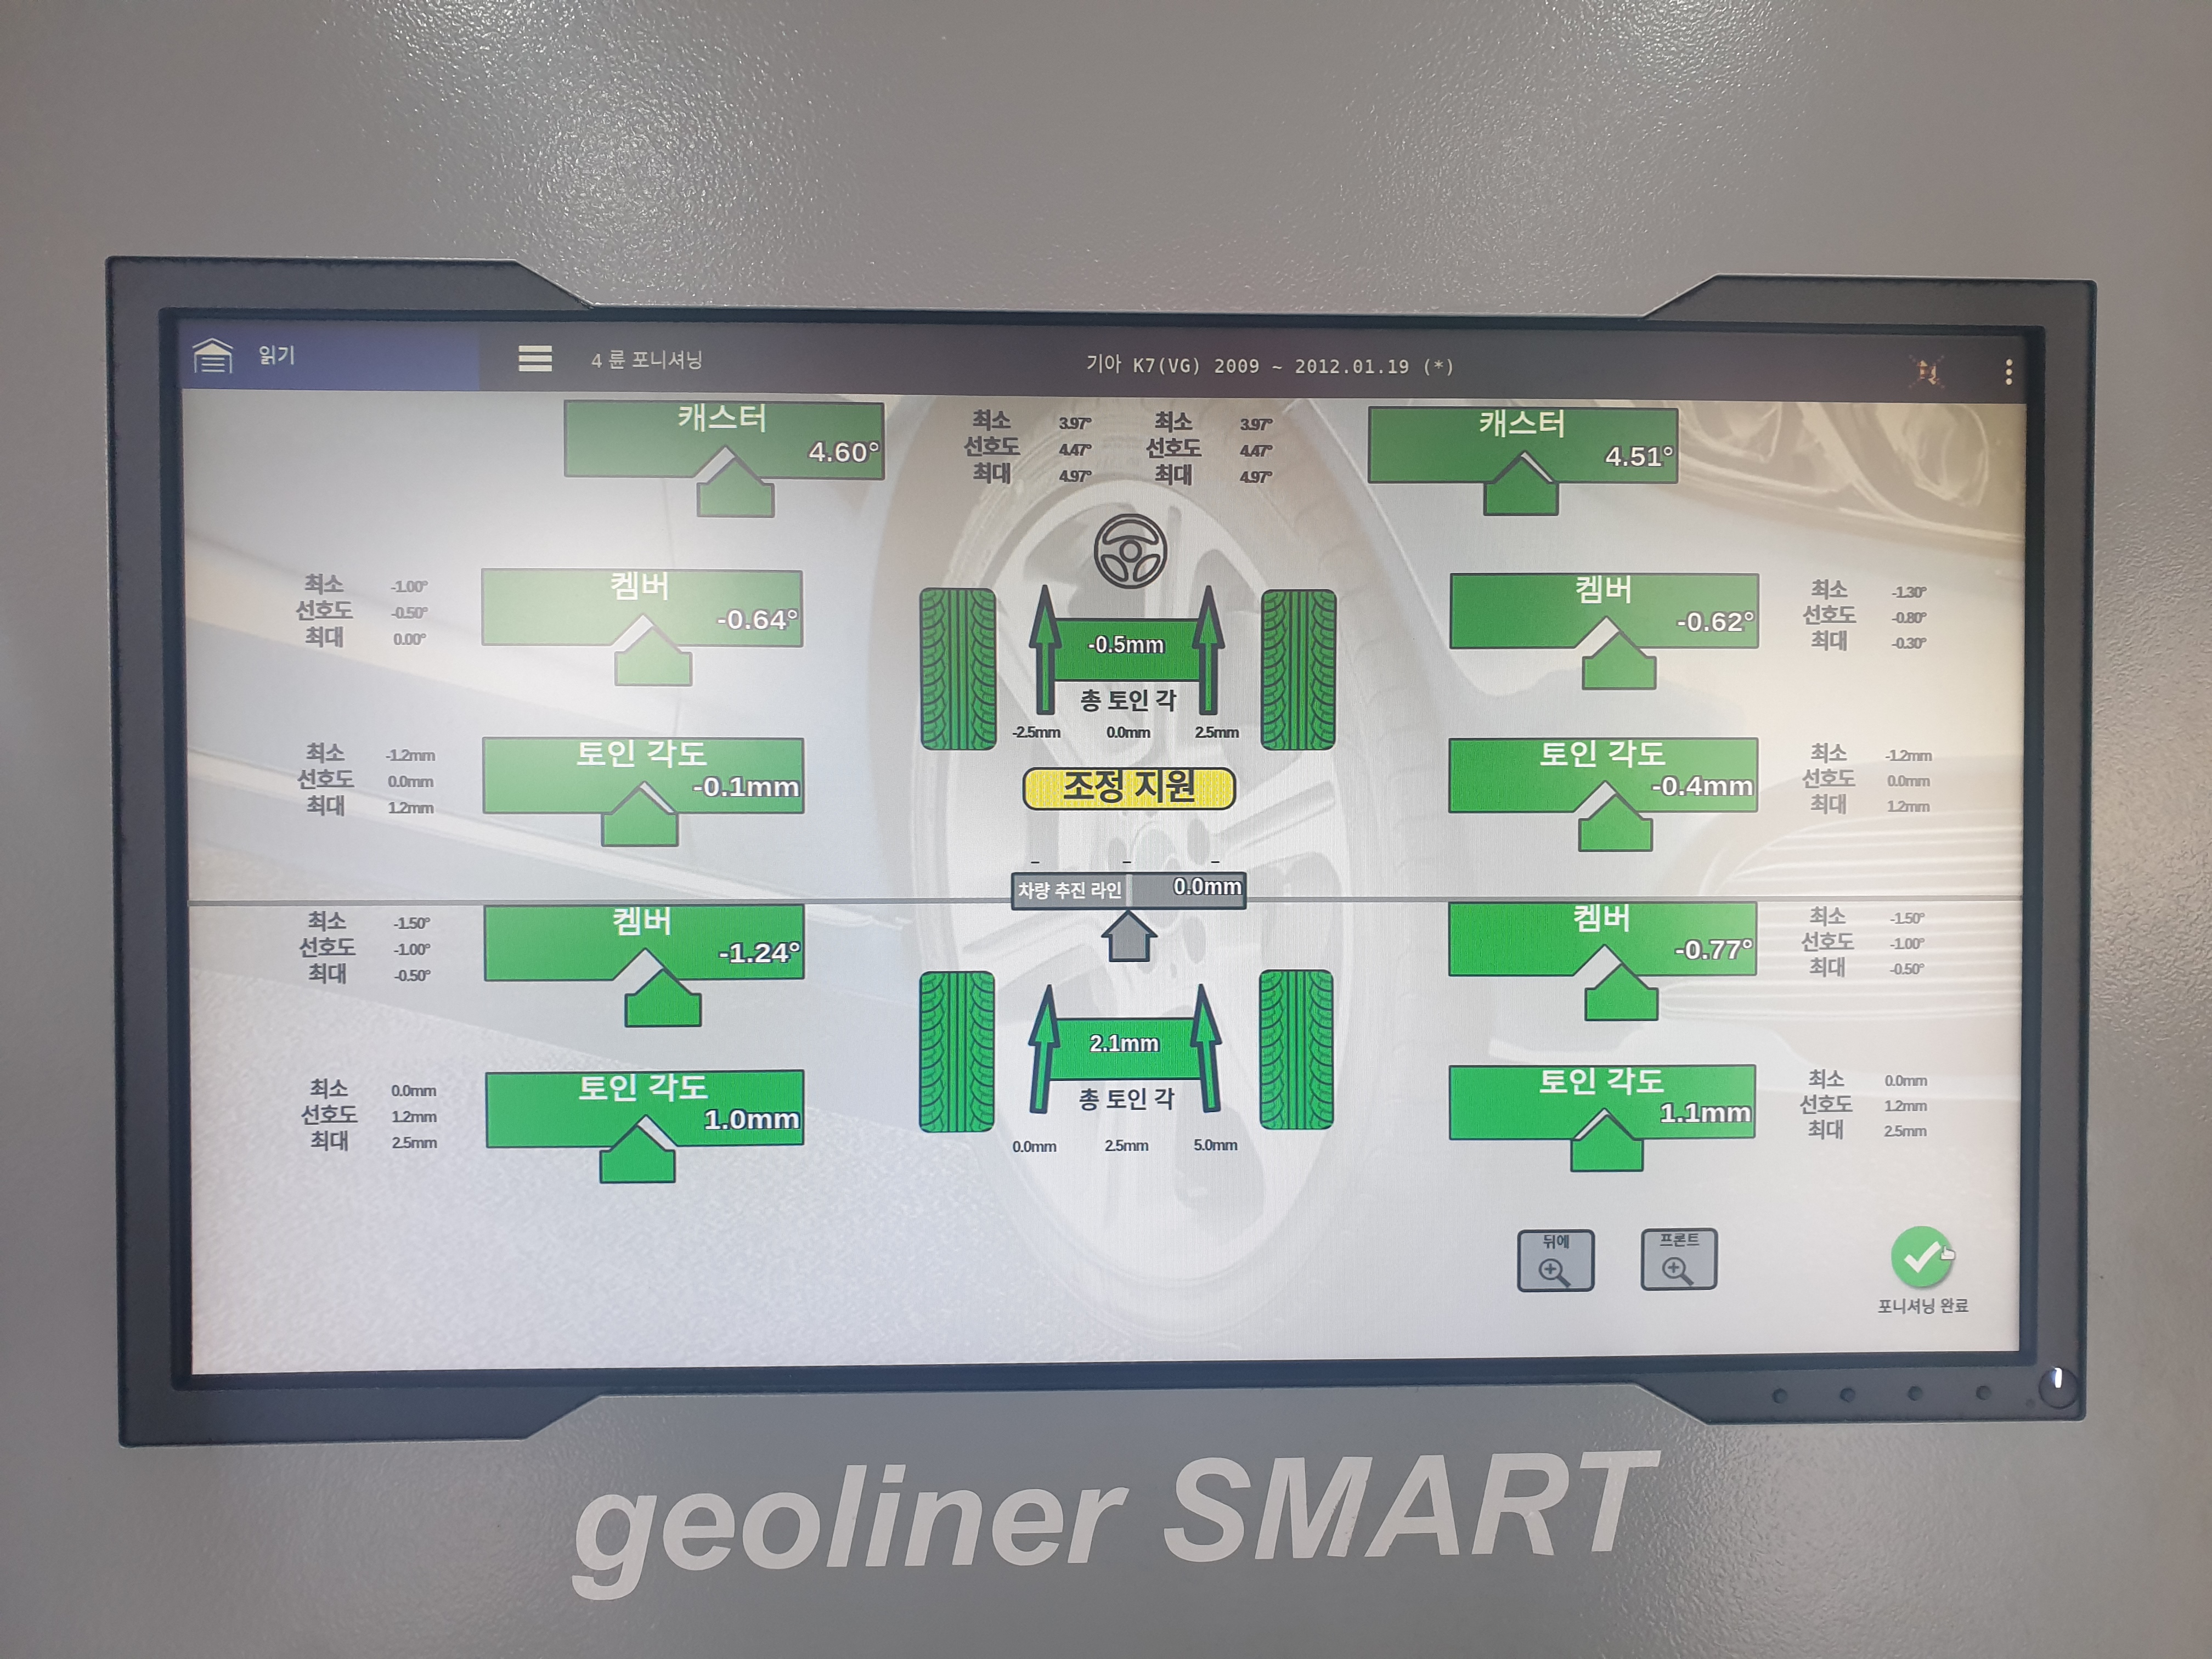 읽기
4 륜 포니셔닝
기아 K7(VG) 2009 ~ 2012.01.19 (*)
캐스터
4.60°
최소 3.97° 최소 3.97°
선호도 4.47° 선호도 4.47°
최대 4.97° 최대 4.97°
캐스터
4.51°
최소 -1.00°
선호도 -0.50°
최대 0.00°
켐버
-0.64°
-0.5mm
총 토인 각
-2.5mm 0.0mm 2.5mm
켐버
-0.62°
최소 -1.30°
선호도 -0.80°
최대 -0.30°
최소 -1.2mm
선호도 0.0mm
최대 1.2mm
토인 각도
-0.1mm
조정 지원
토인 각도
-0.4mm
최소 -1.2mm
선호도 0.0mm
최대 1.2mm
- - -
차량 추진 라인 0.0mm
최소 -1.50°
선호도 -1.00°
최대 -0.50°
켐버
-1.24°
켐버
-0.77°
최소 -1.50°
선호도 -1.00°
최대 -0.50°
2.1mm
총 토인 각
0.0mm 2.5mm 5.0mm
최소 0.0mm
선호도 1.2mm
최대 2.5mm
토인 각도
1.0mm
토인 각도
1.1mm
최소 0.0mm
선호도 1.2mm
최대 2.5mm
뒤에
프론트
포니셔닝 완료
geoliner SMART